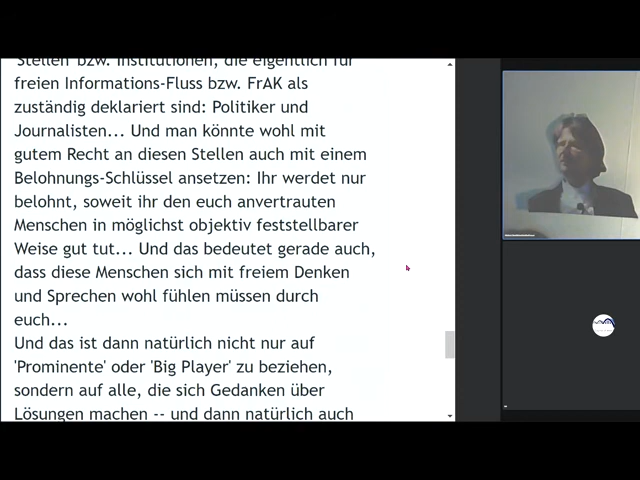 'Stellen' bzw. Institutionen, die eigentlich für
freien Informations-Fluss bzw. FrAK als
zuständig deklariert sind: Politiker und
Journalisten... Und man könnte wohl mit
gutem Recht an diesen Stellen auch mit einem
Belohnungs-Schlüssel ansetzen: Ihr werdet nur
belohnt, soweit ihr den euch anvertrauten
Menschen in möglichst objektiv feststellbarer
Weise gut tut... Und das bedeutet gerade auch,
dass diese Menschen sich mit freiem Denken
und Sprechen wohl fühlen müssen durch
euch...
Und das ist dann natürlich nicht nur auf
'Prominente' oder 'Big Player' zu beziehen,
sondern auf alle, die sich Gedanken über
Lösungen machen -- und dann natürlich auch